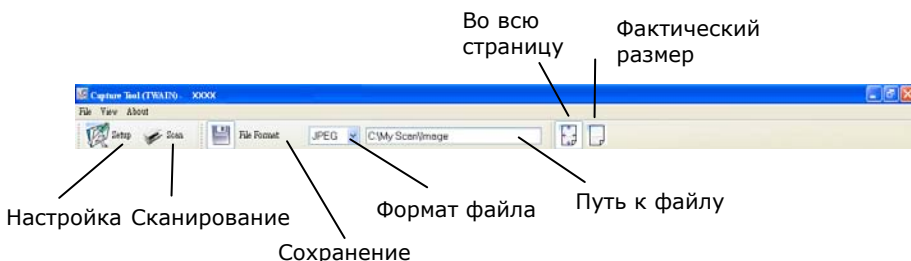 Во всю
страницу
Фактический
размер
Capture Tool (TWAIN) - XXXX
File View About
Setup Scan File Format: JPEG C:\My Scan\Image
Настройка Сканирование
Формат файла
Путь к файлу
Сохранение